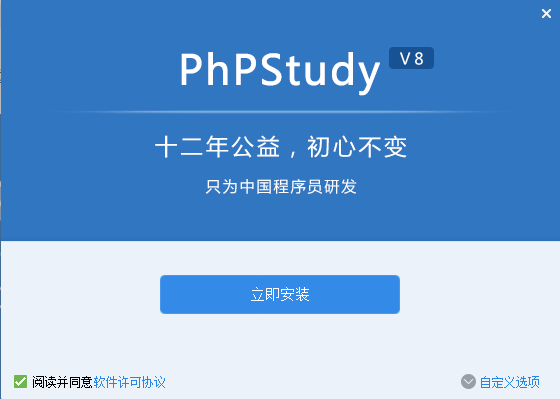 PhPStudy V8
十二年公益，初心不变
只为中国程序员研发
立即安装
阅读并同意软件许可协议
自定义选项